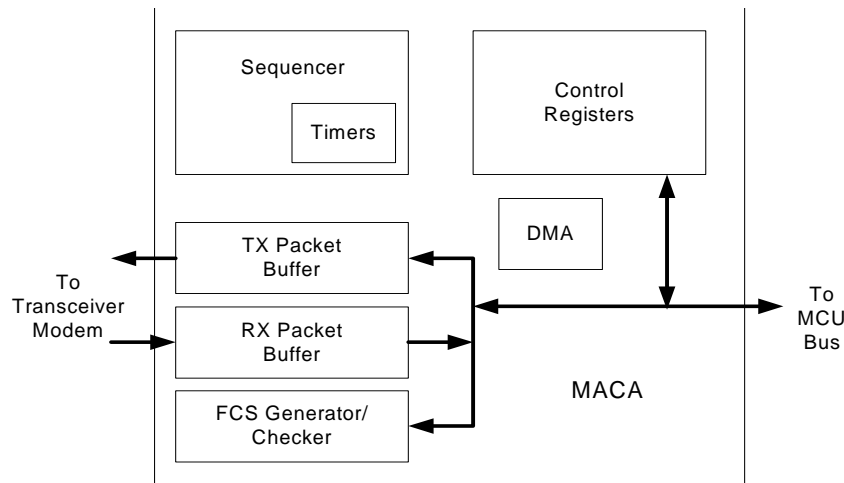 Sequencer
Timers
Control
Registers
TX Packet
Buffer
DMA
To
Transceiver
Modem
RX Packet
Buffer
To
MCU
Bus
FCS Generator/
Checker
MACA